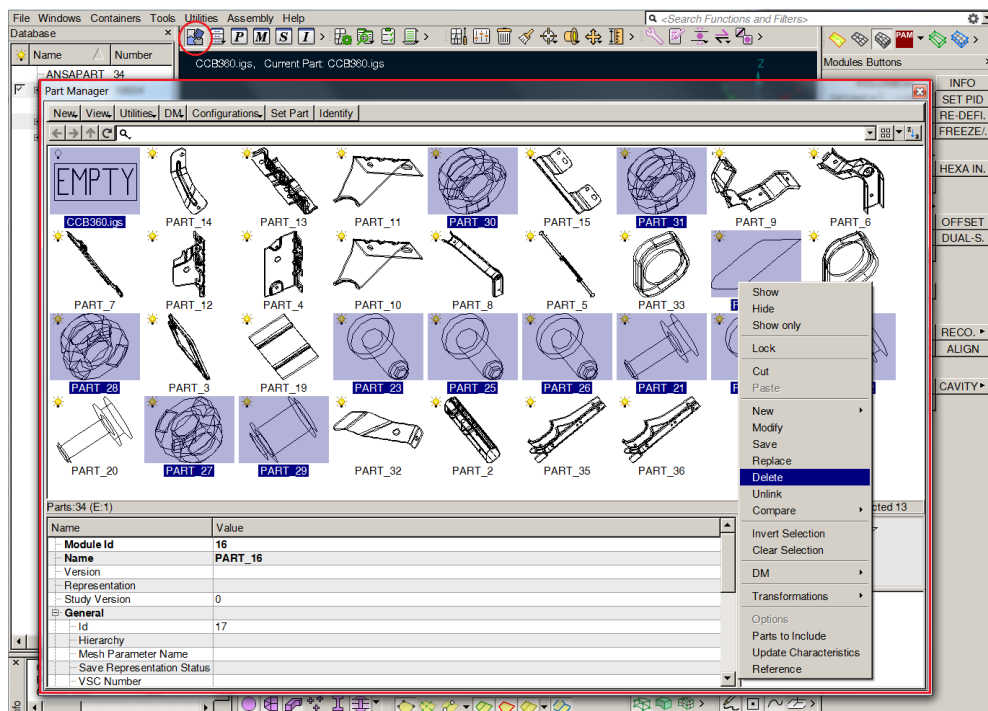 File Windows Containers Tools Utilities Assembly Help
<Search Functions and Filters>
Database ×
P M S I
PAM
Name Number
CCB360.igs, Current Part: CCB360.igs
Z
Modules Buttons
ANSAPART 34
Part Manager
INFO
SET PID
RE-DEFI.
FREEZE/.
HEXA IN.
OFFSET
DUAL-S.
RECO.
ALIGN
CAVITY
New View Utilities DM Configurations Set Part Identify
EMPTY
CCB360.igs PART_14 PART_13 PART_11 PART_30 PART_15 PART_31 PART_9 PART_6
PART_7 PART_12 PART_4 PART_10 PART_8 PART_5 PART_33
PART_28 PART_3 PART_19 PART_23 PART_25 PART_26 PART_21
PART_20 PART_27 PART_29 PART_32 PART_2 PART_35 PART_36
Show
Hide
Show only
Lock
Cut
Paste
New
Modify
Save
Replace
Delete
Unlink
Compare
Invert Selection
Clear Selection
DM
Transformations
Options
Parts to Include
Update Characteristics
Reference
Parts:34 (E:1) cted 13
Name Value
Module Id 16
Name PART_16
Version
Representation
Study Version 0
General
Id 17
Hierarchy
Mesh Parameter Name
Save Representation Status
VSC Number